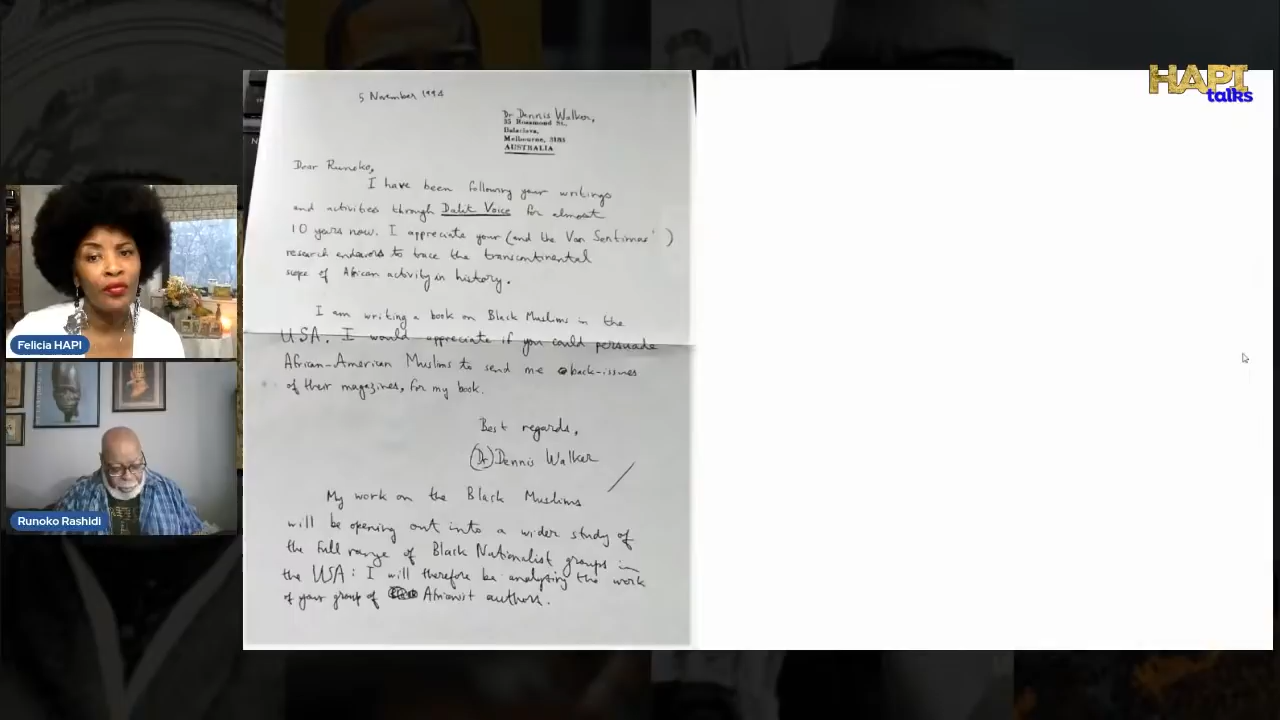 HAPI
talks
5 November 1994
Dr Dennis Walker,
35 Rosamond St.,
Balaclava,
Melbourne, 3183
AUSTRALIA
Dear Runoko,
I have been following your writings
and activities through Dalit Voice for almost
10 years now. I appreciate your (and the Van Sertimas' )
research endeavors to trace the transcontinental
scope of African activity in history.
I am writing a book on Black Muslims in the
USA. I would appreciate if you could persuade
African-American Muslims to send me back-issues
of their magazines, for my book.
Best regards,
(Dr) Dennis Walker
My work on the Black Muslims
will be opening out into a wider study of
the full range of Black Nationalist groups in
the USA: I will therefore be analysing the work
of your group of authors.
Felicia HAPI
Runoko Rashidi